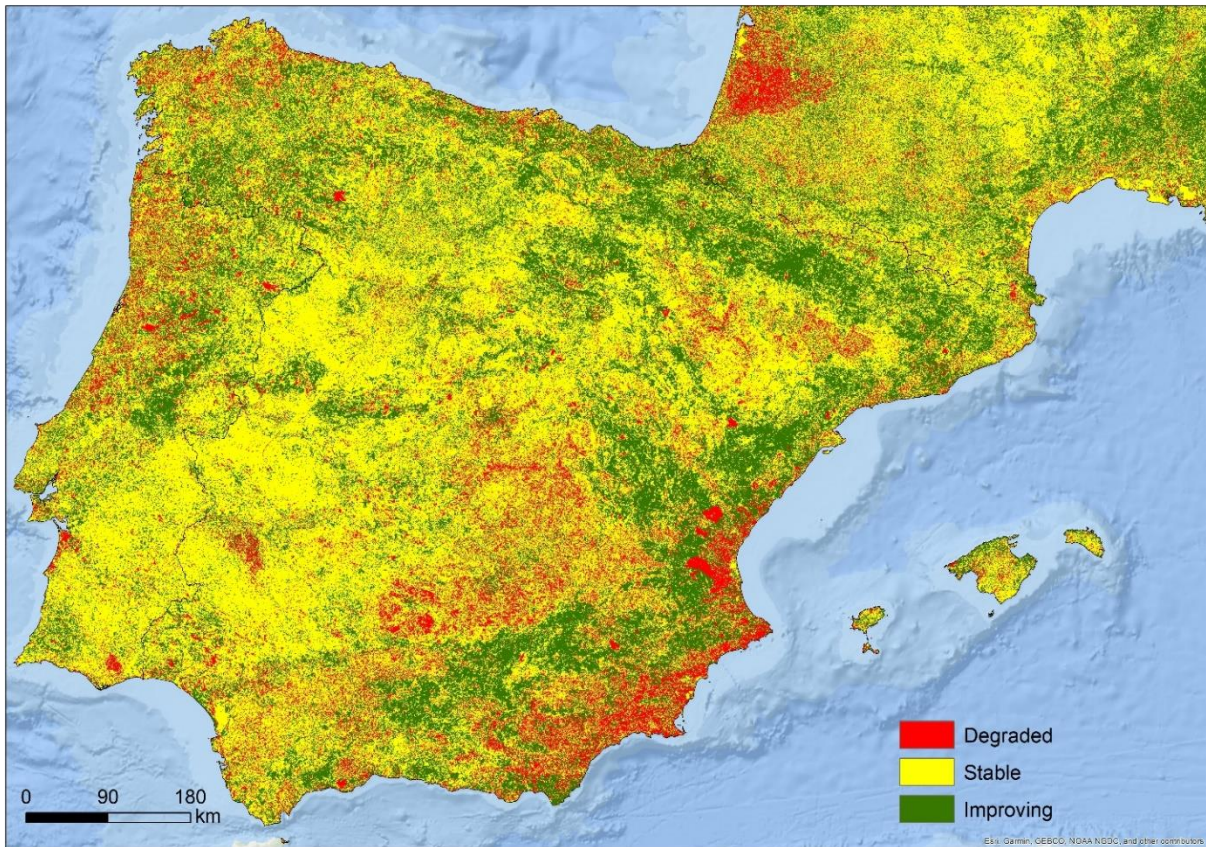 Degraded
Stable
Improving
0 90 180
km
Esri, Garmin, GEBCO, NOAA NGDC, and other contributors